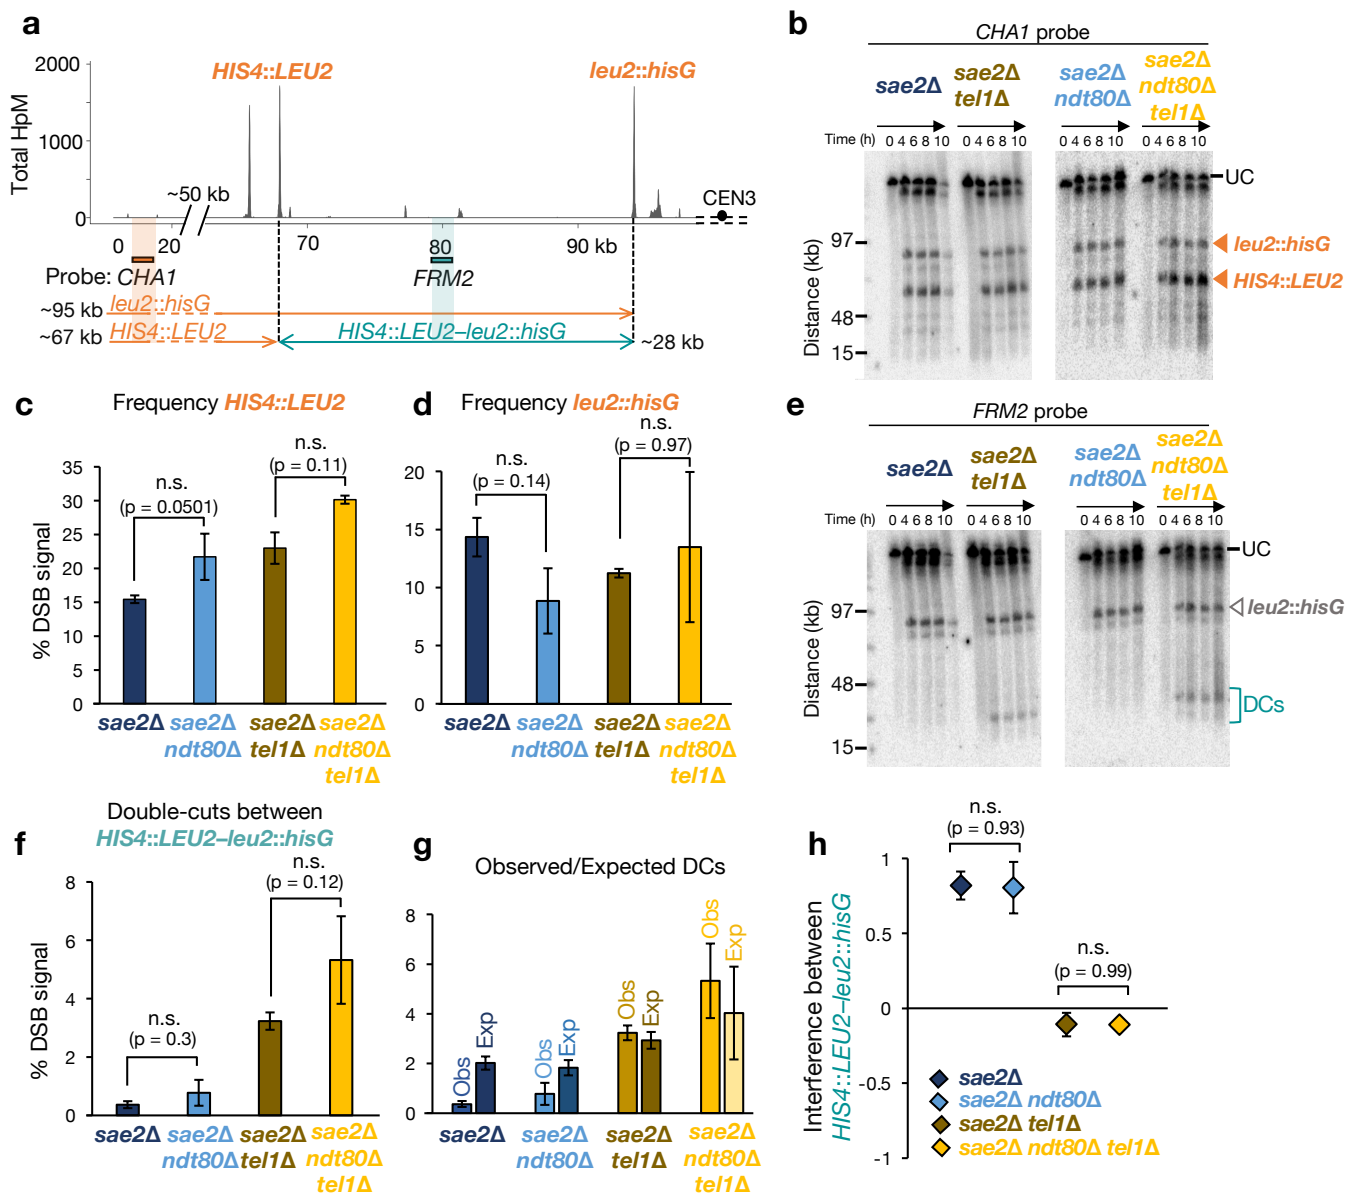 a
HIS4::LEU2
leu2::hisG
Total HpM
2000
1000
0
~50 kb
CEN3
0
20
70
80
90 kb
Probe: CHA1
FRM2
~95 kb
leu2::hisG
~67 kb
HIS4::LEU2
HIS4::LEU2–leu2::hisG
~28 kb
b
CHA1 probe
sae2Δ
sae2Δ
tel1Δ
sae2Δ
ndt80Δ
sae2Δ
ndt80Δ
tel1Δ
Time (h)
0 4 6 8 10
0 4 6 8 10
0 4 6 8 10
0 4 6 8 10
Distance (kb)
97
48
15
UC
leu2::hisG
HIS4::LEU2
c
Frequency HIS4::LEU2
% DSB signal
35
30
25
20
15
10
5
0
n.s.
(p = 0.0501)
n.s.
(p = 0.11)
sae2Δ
sae2Δ
ndt80Δ
sae2Δ
tel1Δ
sae2Δ
ndt80Δ
tel1Δ
d
Frequency leu2::hisG
20
15
10
5
0
n.s.
(p = 0.14)
n.s.
(p = 0.97)
sae2Δ
sae2Δ
ndt80Δ
sae2Δ
tel1Δ
sae2Δ
ndt80Δ
tel1Δ
e
FRM2 probe
sae2Δ
sae2Δ
tel1Δ
sae2Δ
ndt80Δ
sae2Δ
ndt80Δ
tel1Δ
Time (h)
0 4 6 8 10
0 4 6 8 10
0 4 6 8 10
0 4 6 8 10
Distance (kb)
97
48
15
UC
leu2::hisG
DCs
f
Double-cuts between
HIS4::LEU2–leu2::hisG
% DSB signal
8
6
4
2
0
n.s.
(p = 0.3)
n.s.
(p = 0.12)
sae2Δ
sae2Δ
ndt80Δ
sae2Δ
tel1Δ
sae2Δ
ndt80Δ
tel1Δ
g
Observed/Expected DCs
8
6
4
2
0
Obs
Exp
Obs
Exp
Obs
Exp
Obs
Exp
sae2Δ
sae2Δ
ndt80Δ
sae2Δ
tel1Δ
sae2Δ
ndt80Δ
tel1Δ
h
Interference between
HIS4::LEU2–leu2::hisG
1
0.5
0
-0.5
-1
n.s.
(p = 0.93)
n.s.
(p = 0.99)
sae2Δ
sae2Δ ndt80Δ
sae2Δ tel1Δ
sae2Δ ndt80Δ tel1Δ